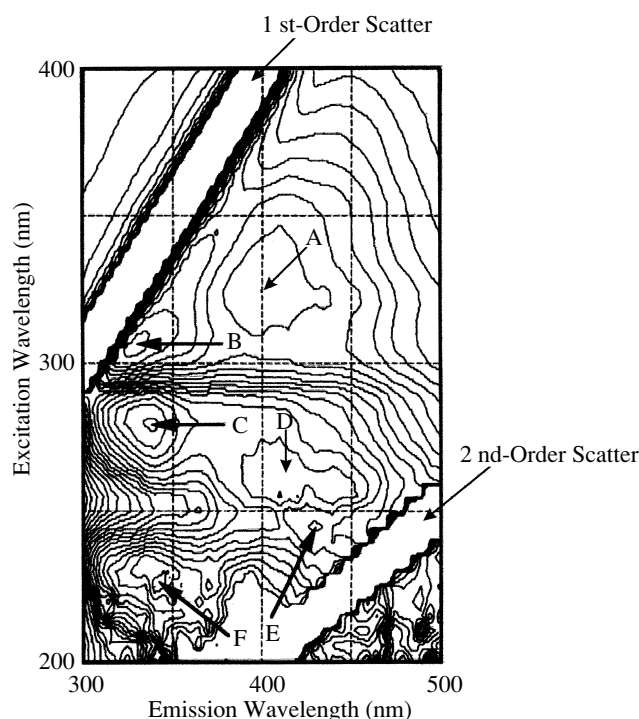 1 st-Order Scatter
400
A
B
300
C
D
2 nd-Order Scatter
E
F
200
300
400
500
Emission Wavelength (nm)
Excitation Wavelength (nm)